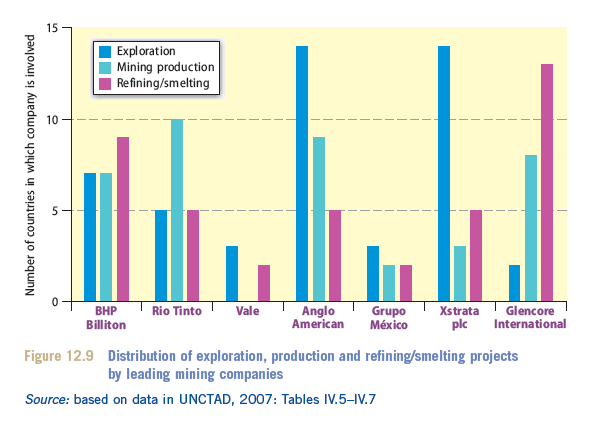 Number of countries in which company is involved
15
10
5
0
Exploration
Mining production
Refining/smelting
BHP
Billiton
Rio Tinto
Vale
Anglo
American
Grupo
México
Xstrata
plc
Glencore
International
Figure 12.9 Distribution of exploration, production and refining/smelting projects
by leading mining companies
Source: based on data in UNCTAD, 2007: Tables IV.5–IV.7